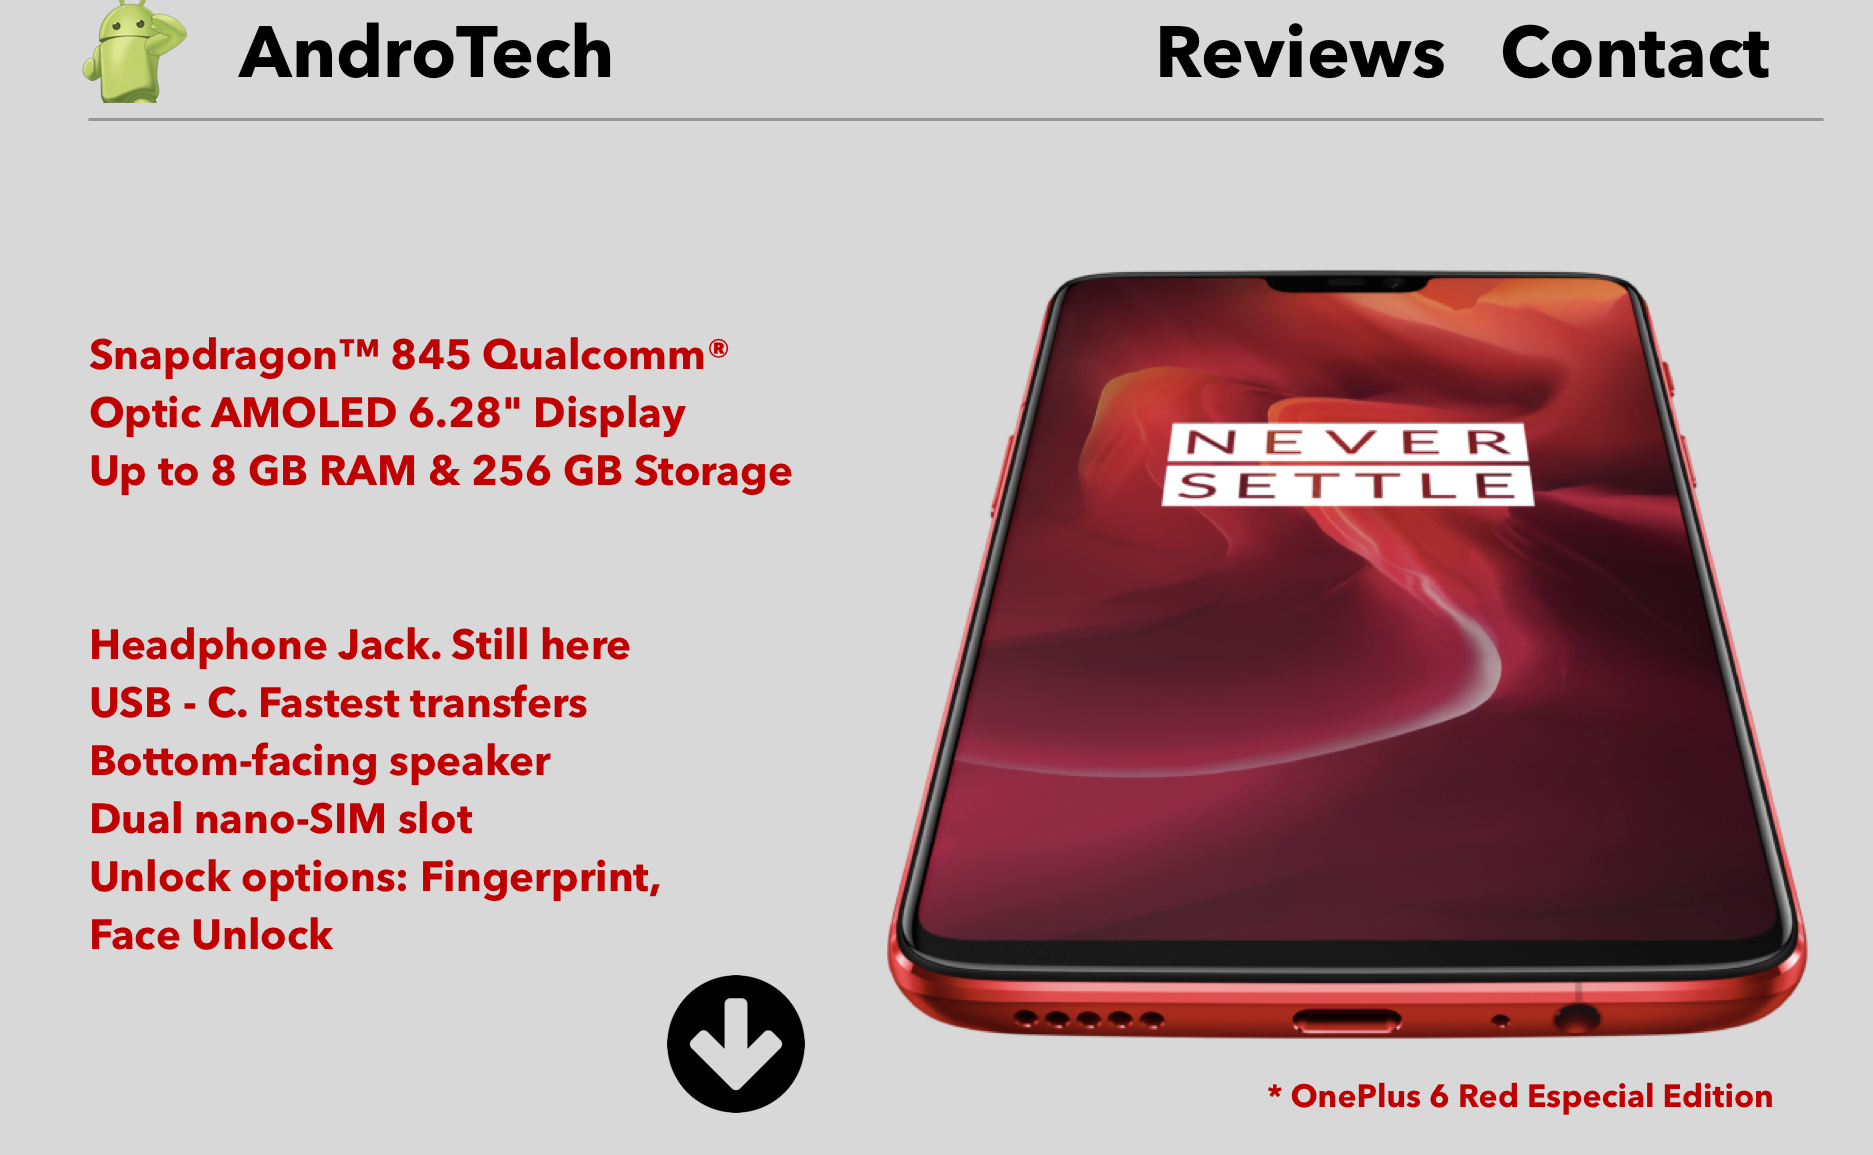 AndroTech
Reviews Contact
Snapdragon™ 845 Qualcomm®
Optic AMOLED 6.28" Display
Up to 8 GB RAM & 256 GB Storage
Headphone Jack. Still here
USB - C. Fastest transfers
Bottom-facing speaker
Dual nano-SIM slot
Unlock options: Fingerprint,
Face Unlock
NEVER
SETTLE
* OnePlus 6 Red Especial Edition